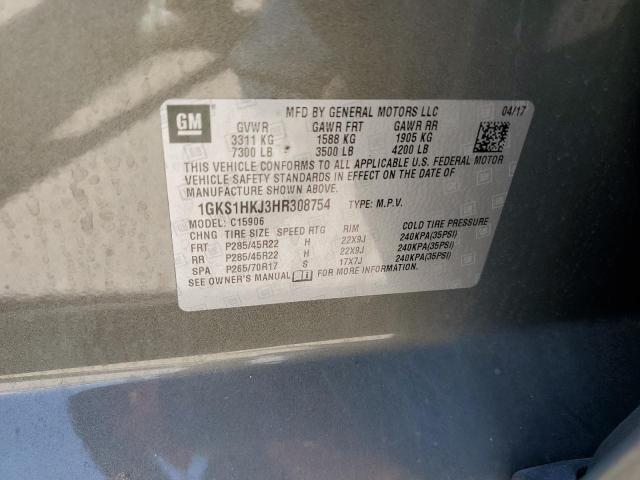 MFD BY GENERAL MOTORS LLC 04/17
GM
GVWR GAWR FRT GAWR RR
3311 KG 1588 KG 1905 KG
7300 LB 3500 LB 4200 LB
THIS VEHICLE CONFORMS TO ALL APPLICABLE U.S. FEDERAL MOTOR
VEHICLE SAFETY STANDARDS IN EFFECT ON THE DATE OF
MANUFACTURE SHOWN ABOVE.
1GKS1HKJ3HR308754 TYPE: M.P.V.
MODEL: C15906
CHNG TIRE SIZE SPEED RTG RIM COLD TIRE PRESSURE
FRT P285/45R22 H 22X9J 240KPA(35PSI)
RR P285/45R22 H 22X9J 240KPA(35PSI)
SPA P265/70R17 S 17X7J 240KPA(35PSI)
SEE OWNER'S MANUAL FOR MORE INFORMATION.